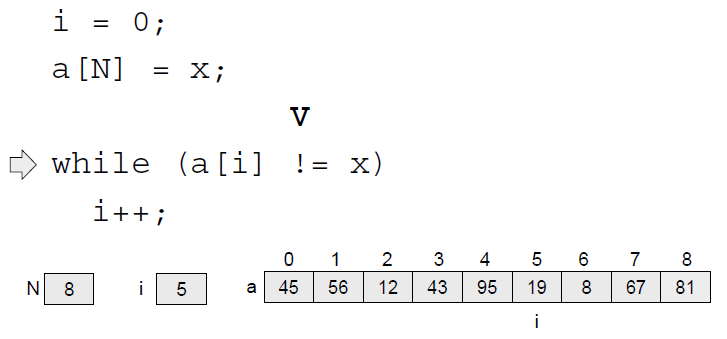 i = 0;
a[N] = x;
V
while (a[i] != x)
i++;
0 1 2 3 4 5 6 7 8
N 8 i 5 a 45 56 12 43 95 19 8 67 81
i